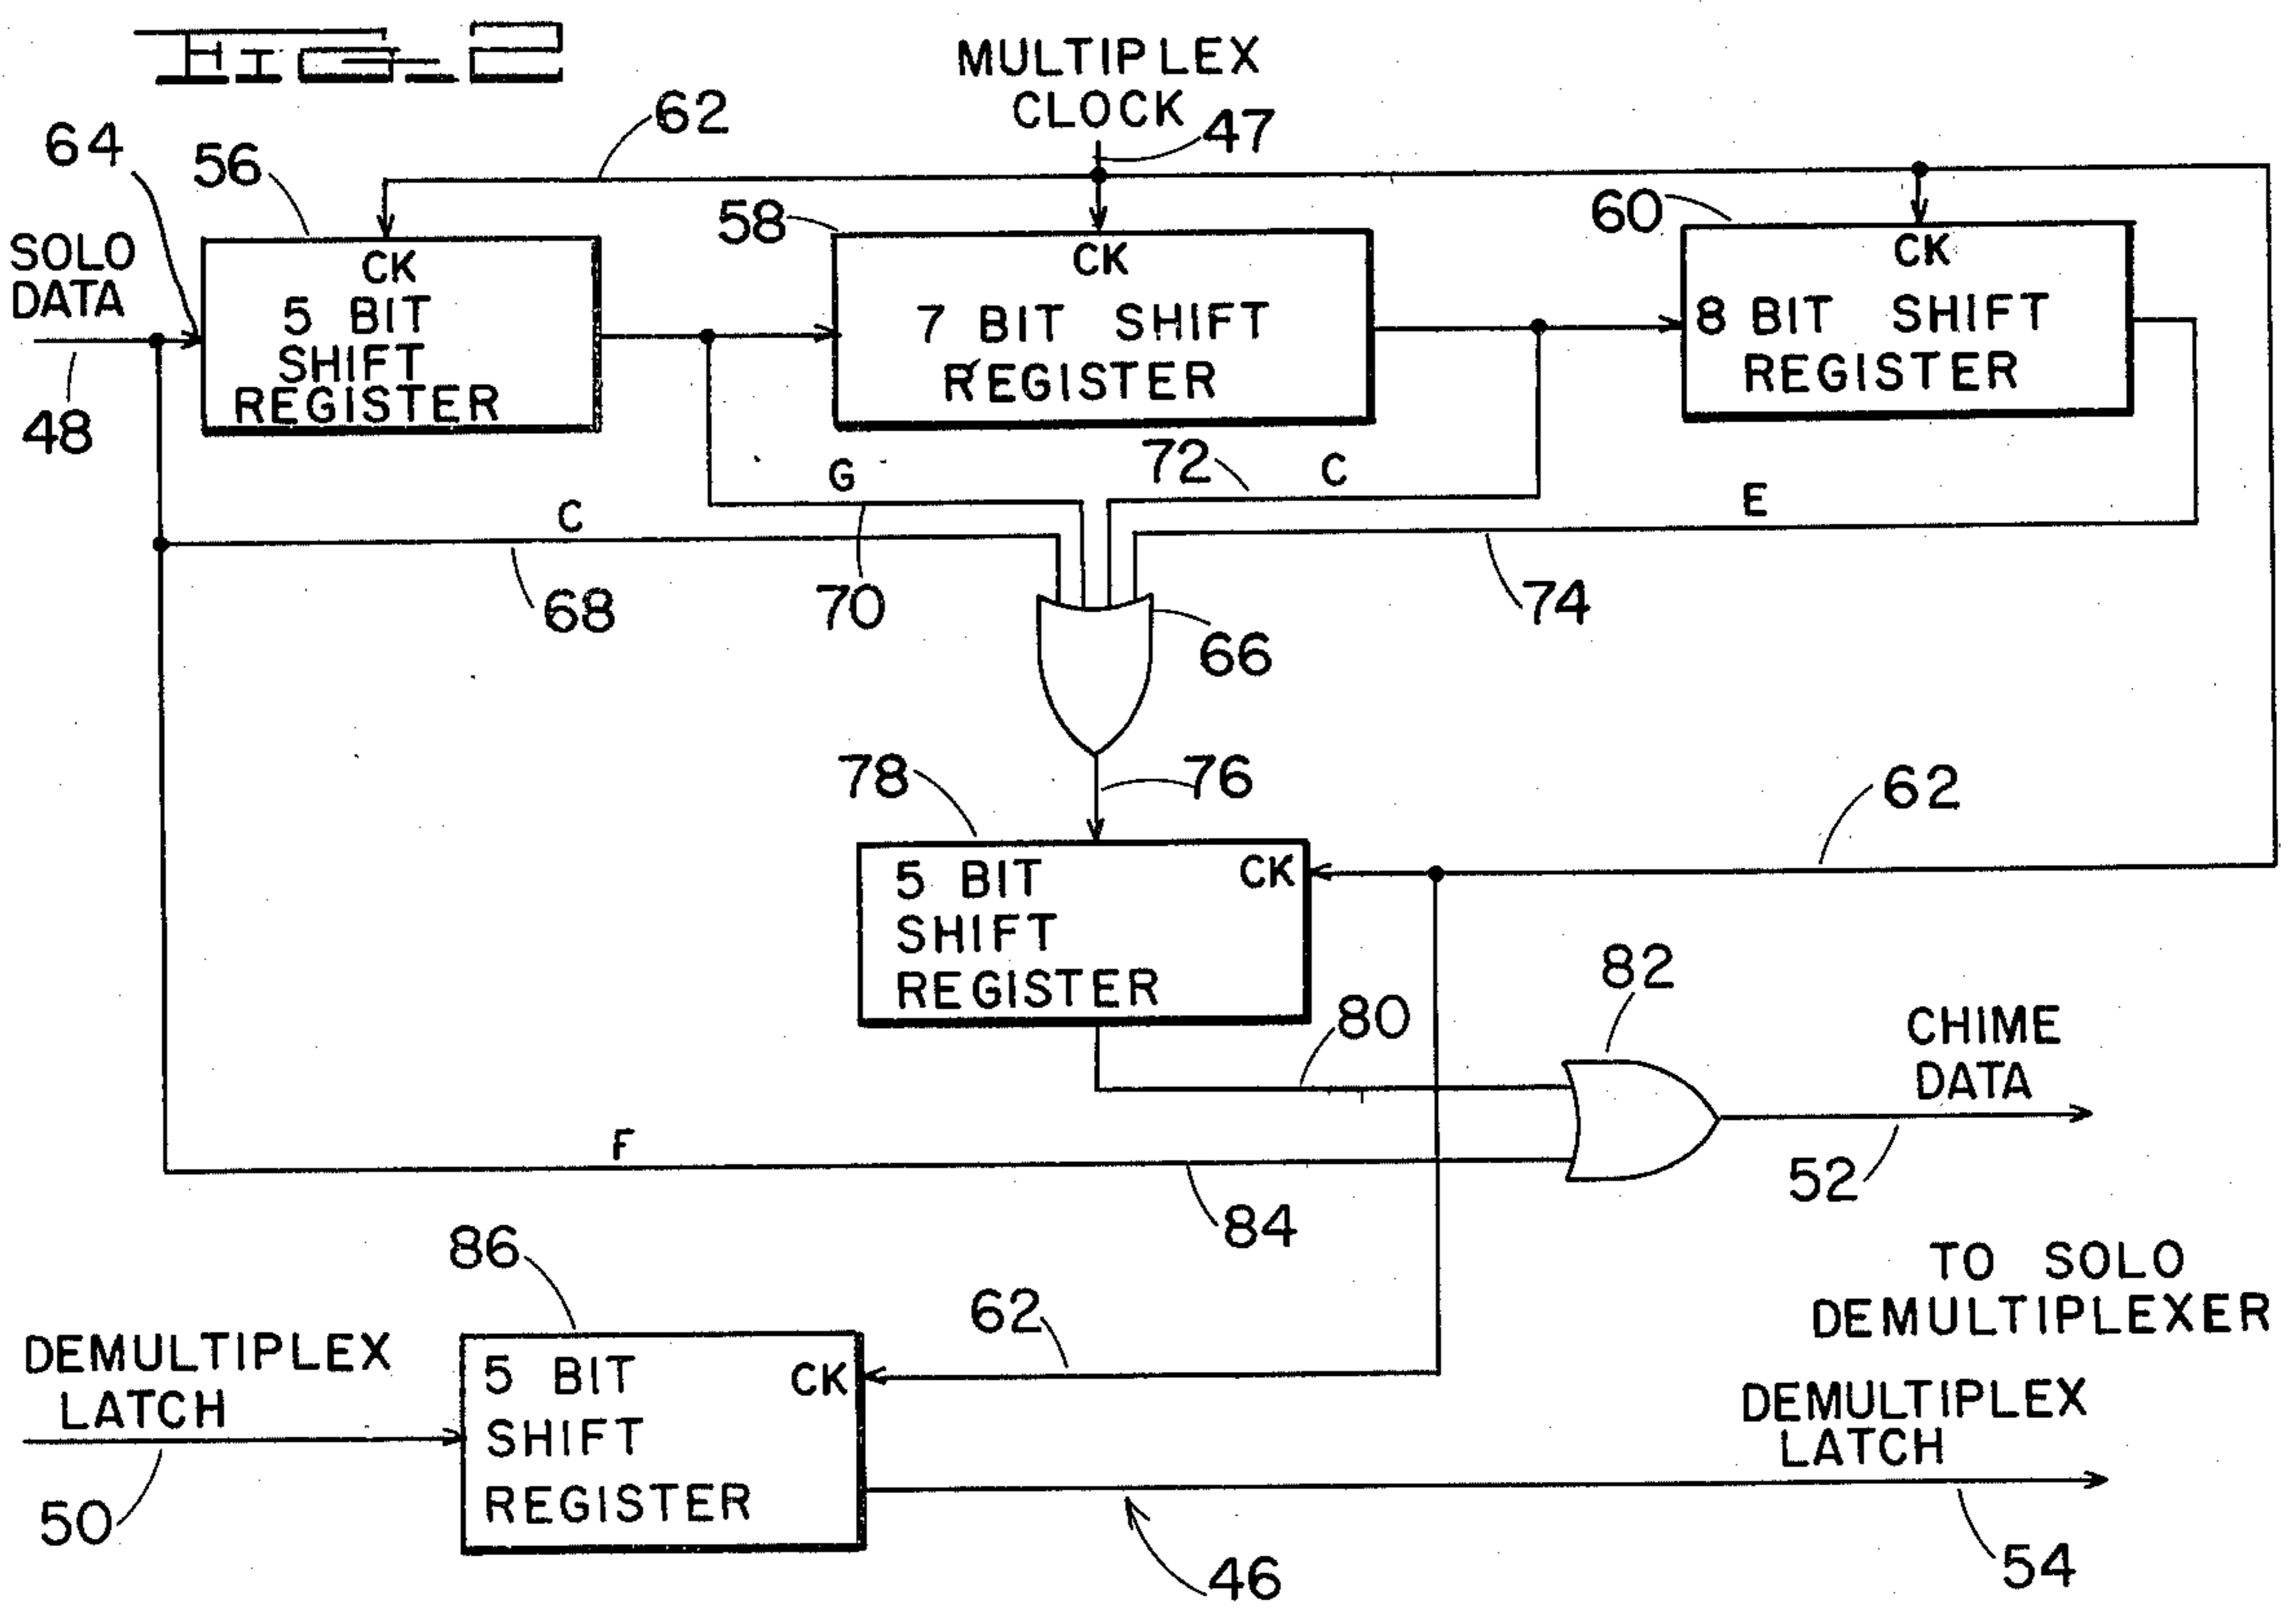 FIG-2
MULTIPLEX
CLOCK
62
47
64
56
58
60
SOLO
DATA
48
CK
5 BIT
SHIFT
REGISTER
CK
7 BIT SHIFT
REGISTER
CK
8 BIT SHIFT
REGISTER
G
72
C
E
C
68
70
74
66
78
76
62
5 BIT
SHIFT
REGISTER
CK
82
80
CHIME
DATA
F
52
84
86
62
TO SOLO
DEMULTIPLEXER
DEMULTIPLEX
LATCH
50
5 BIT
SHIFT
REGISTER
CK
DEMULTIPLEX
LATCH
46
54